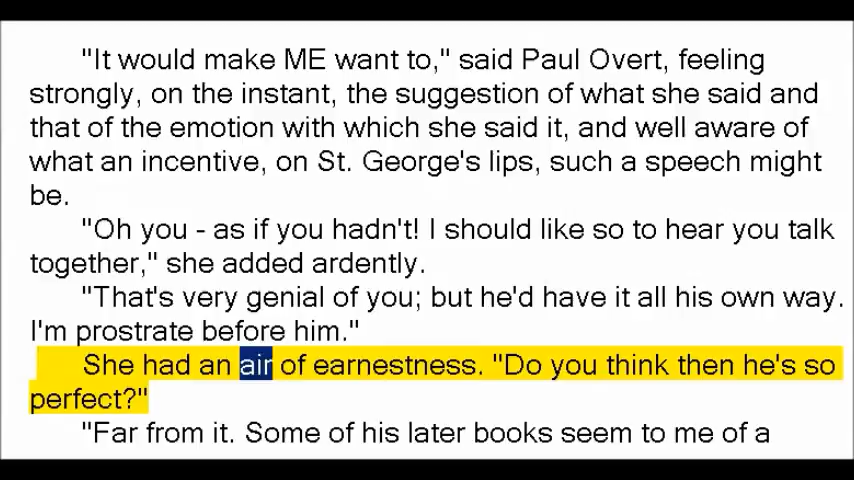 "It would make ME want to," said Paul Overt, feeling
strongly, on the instant, the suggestion of what she said and
that of the emotion with which she said it, and well aware of
what an incentive, on St. George's lips, such a speech might
be.
"Oh you - as if you hadn't! I should like so to hear you talk
together," she added ardently.
"That's very genial of you; but he'd have it all his own way.
I'm prostrate before him."
She had an air of earnestness. "Do you think then he's so
perfect?"
"Far from it. Some of his later books seem to me of a